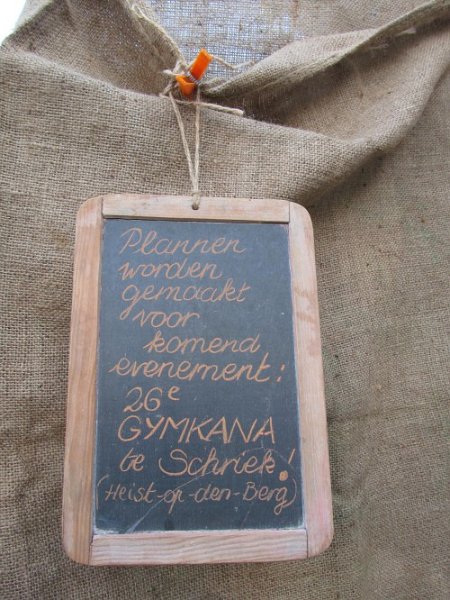 Plannen
worden
gemaakt
voor
komend
evenement:
26e
GYMKANA
te Schriek!
(Heist-op-den-Berg)